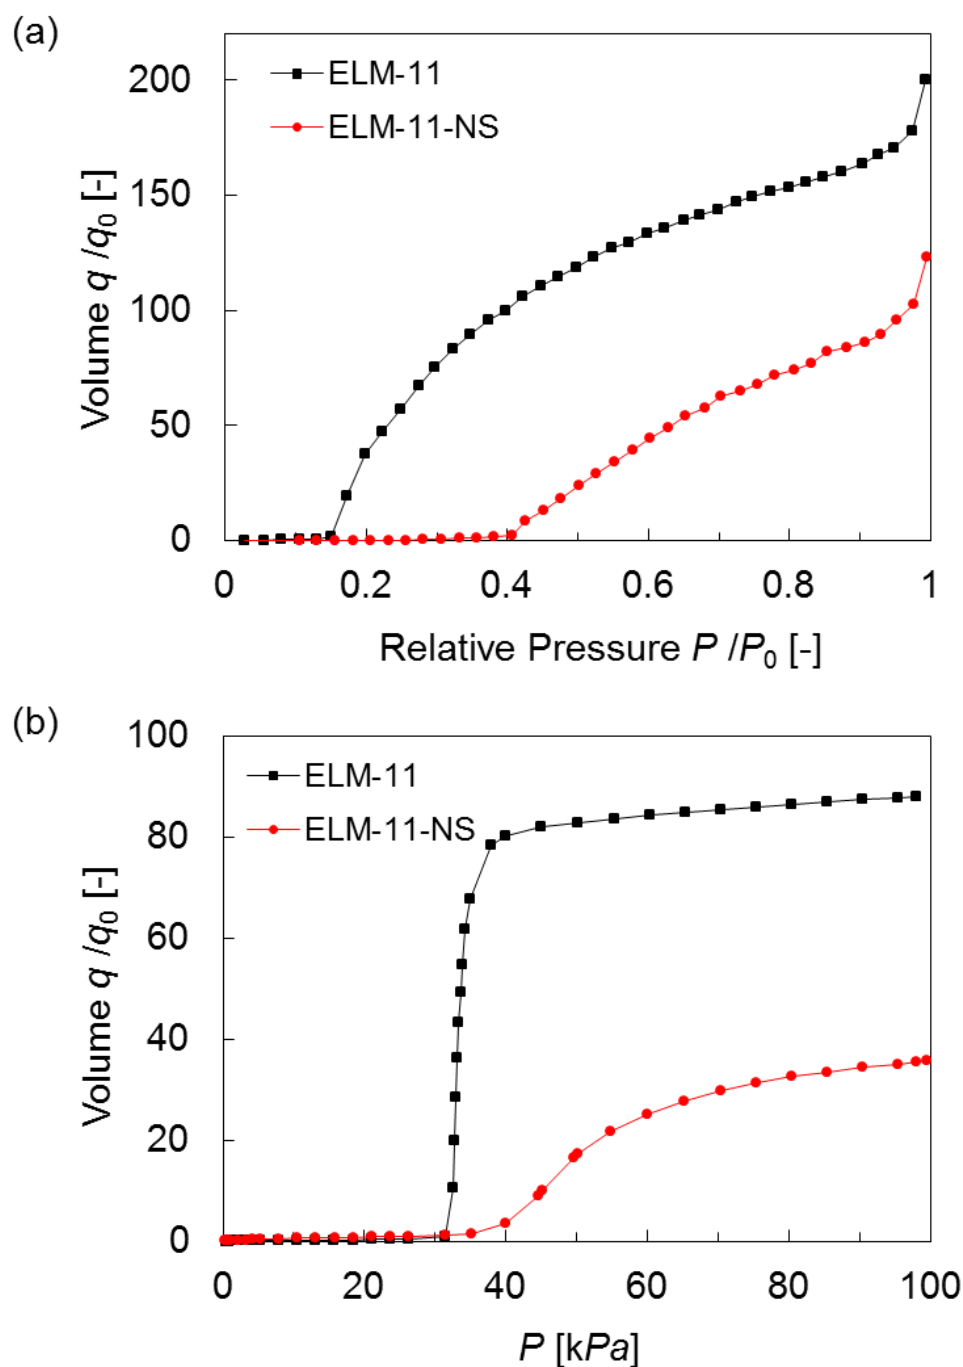 (a)
ELM-11
ELM-11-NS
200
150
100
50
0
Volume q /q₀ [-]
0 0.2 0.4 0.6 0.8 1
Relative Pressure P /P₀ [-]
(b)
ELM-11
ELM-11-NS
100
80
60
40
20
0
Volume q /q₀ [-]
0 20 40 60 80 100
P [kPa]